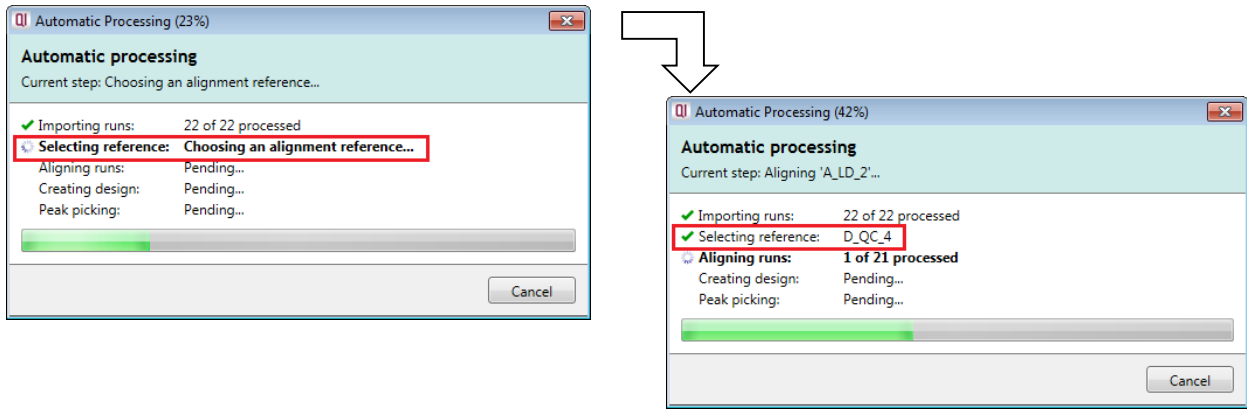 QI Automatic Processing (23%)
Automatic processing
Current step: Choosing an alignment reference...
Importing runs: 22 of 22 processed
Selecting reference: Choosing an alignment reference...
Aligning runs: Pending...
Creating design: Pending...
Peak picking: Pending...
Cancel
QI Automatic Processing (42%)
Automatic processing
Current step: Aligning 'A_LD_2'...
Importing runs: 22 of 22 processed
Selecting reference: D_QC_4
Aligning runs: 1 of 21 processed
Creating design: Pending...
Peak picking: Pending...
Cancel